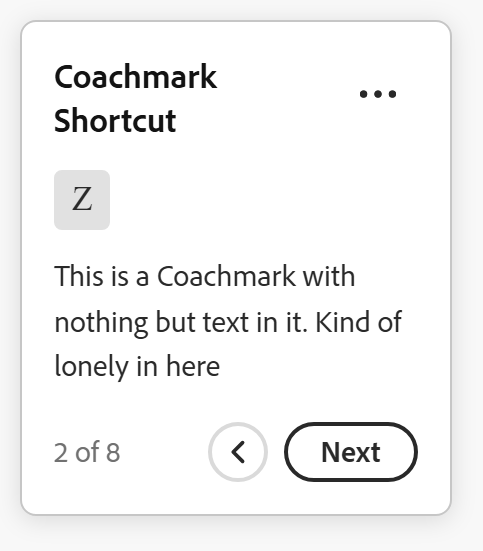 Coachmark
Shortcut
Z
This is a Coachmark with
nothing but text in it. Kind of
lonely in here
2 of 8
Next